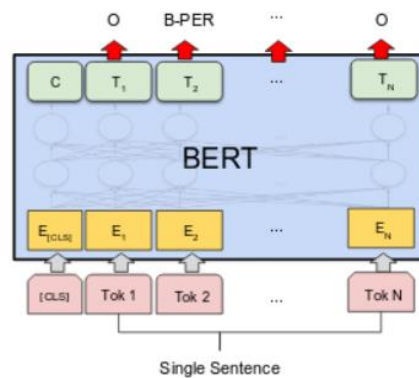 O B-PER ... O
C T1 T2 ... TN
BERT
E[CLS] E1 E2 ... EN
[CLS] Tok 1 Tok 2 ... Tok N
Single Sentence